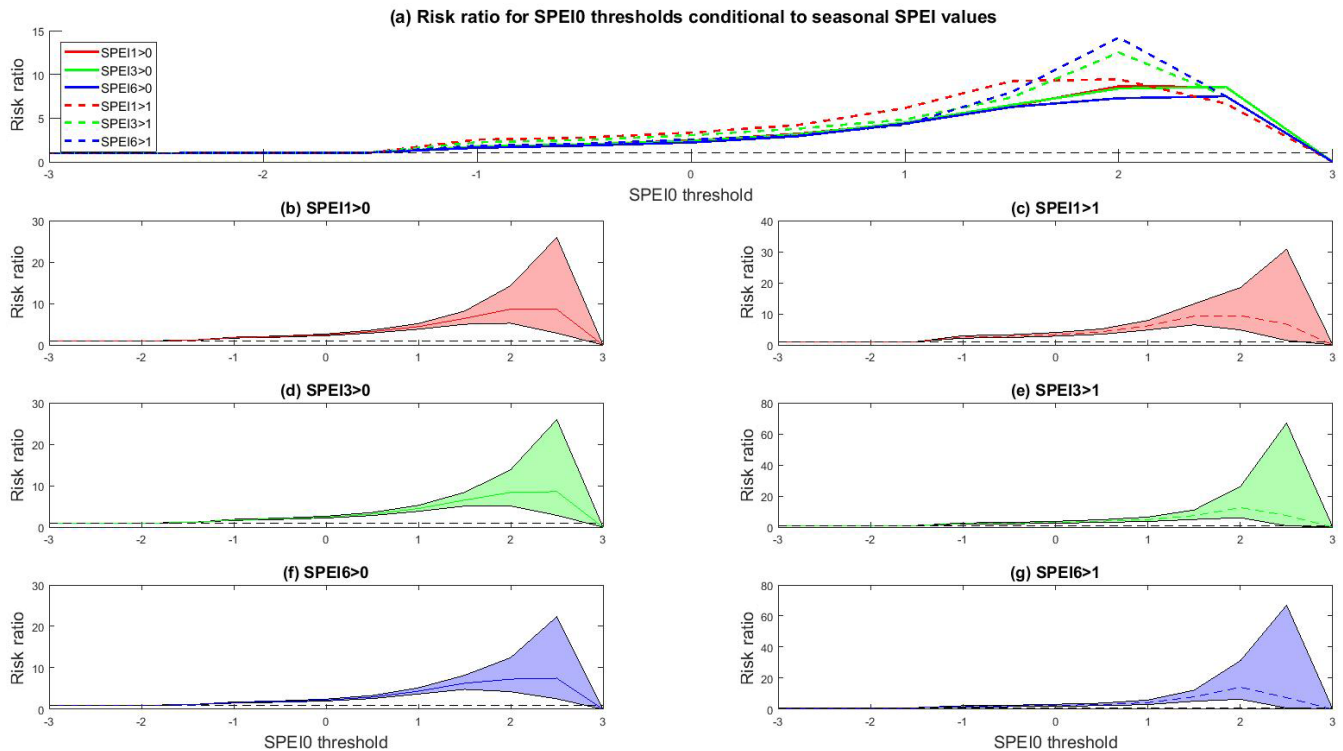 (a) Risk ratio for SPEI0 thresholds conditional to seasonal SPEI values
Risk ratio
15
10
5
0
SPEI1>0
SPEI3>0
SPEI6>0
SPEI1>1
SPEI3>1
SPEI6>1
-3 -2 -1 0 1 2 3
SPEI0 threshold
(b) SPEI1>0
Risk ratio
30
20
10
0
-3 -2 -1 0 1 2 3
(c) SPEI1>1
Risk ratio
40
30
20
10
0
-3 -2 -1 0 1 2 3
(d) SPEI3>0
Risk ratio
30
20
10
0
-3 -2 -1 0 1 2 3
(e) SPEI3>1
Risk ratio
80
60
40
20
0
-3 -2 -1 0 1 2 3
(f) SPEI6>0
Risk ratio
30
20
10
0
-3 -2 -1 0 1 2 3
SPEI0 threshold
(g) SPEI6>1
Risk ratio
80
60
40
20
0
-3 -2 -1 0 1 2 3
SPEI0 threshold